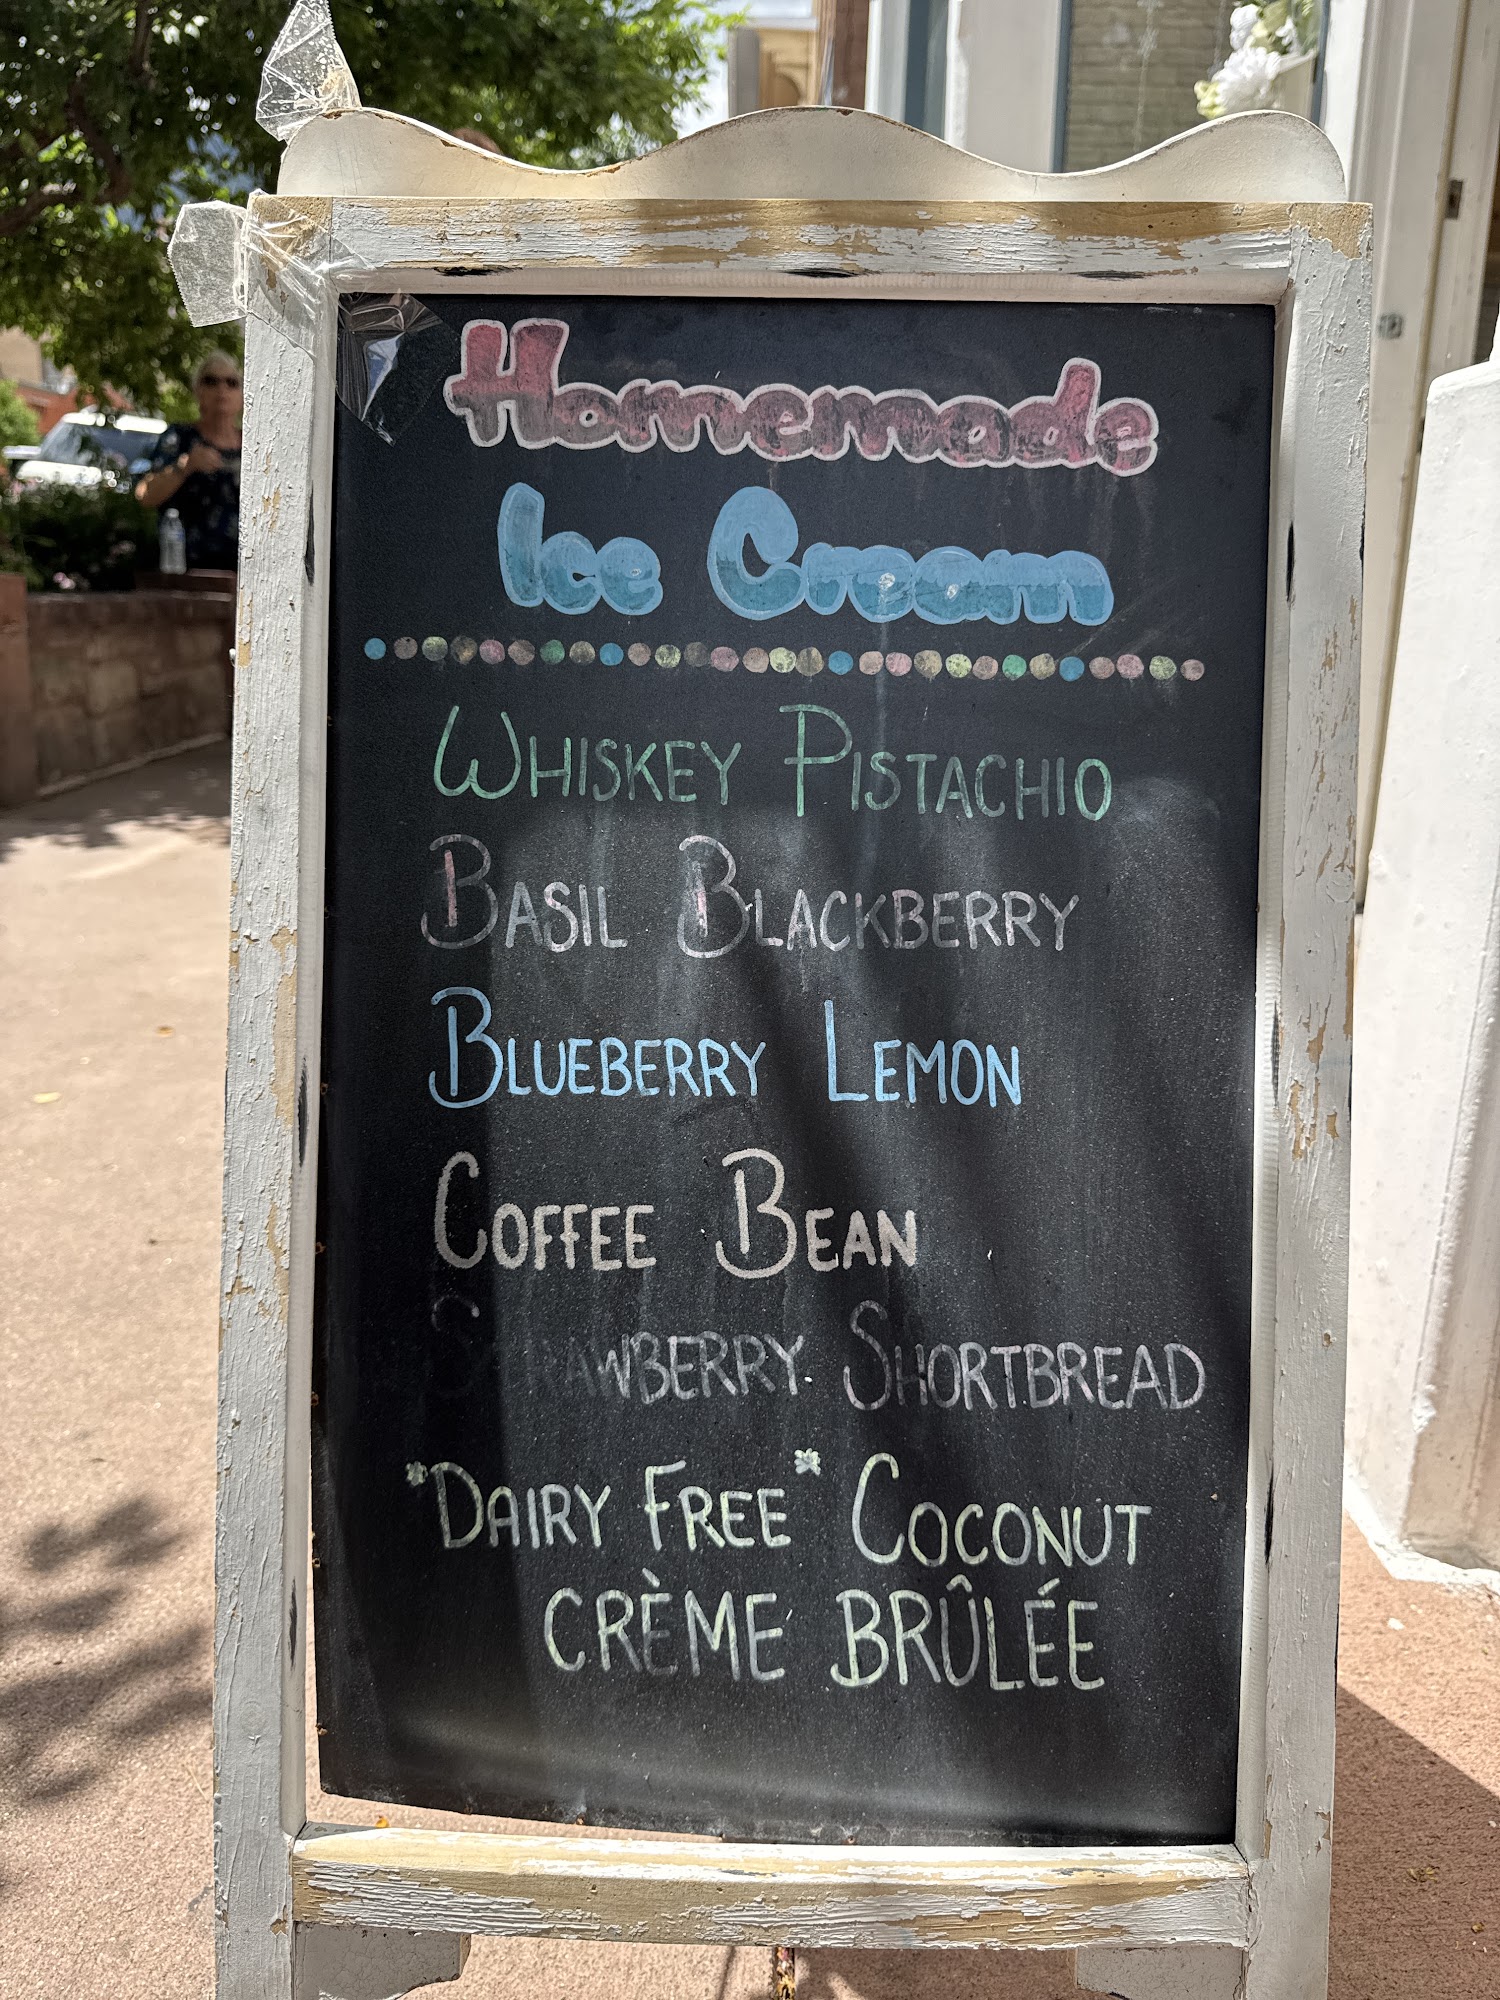 Homemade
Ice Cream
WHISKEY PISTACHIO
BASIL BLACKBERRY
BLUEBERRY LEMON
COFFEE BEAN
STRAWBERRY SHORTBREAD
*DAIRY FREE* COCONUT
CRÈME BRÛLÉE